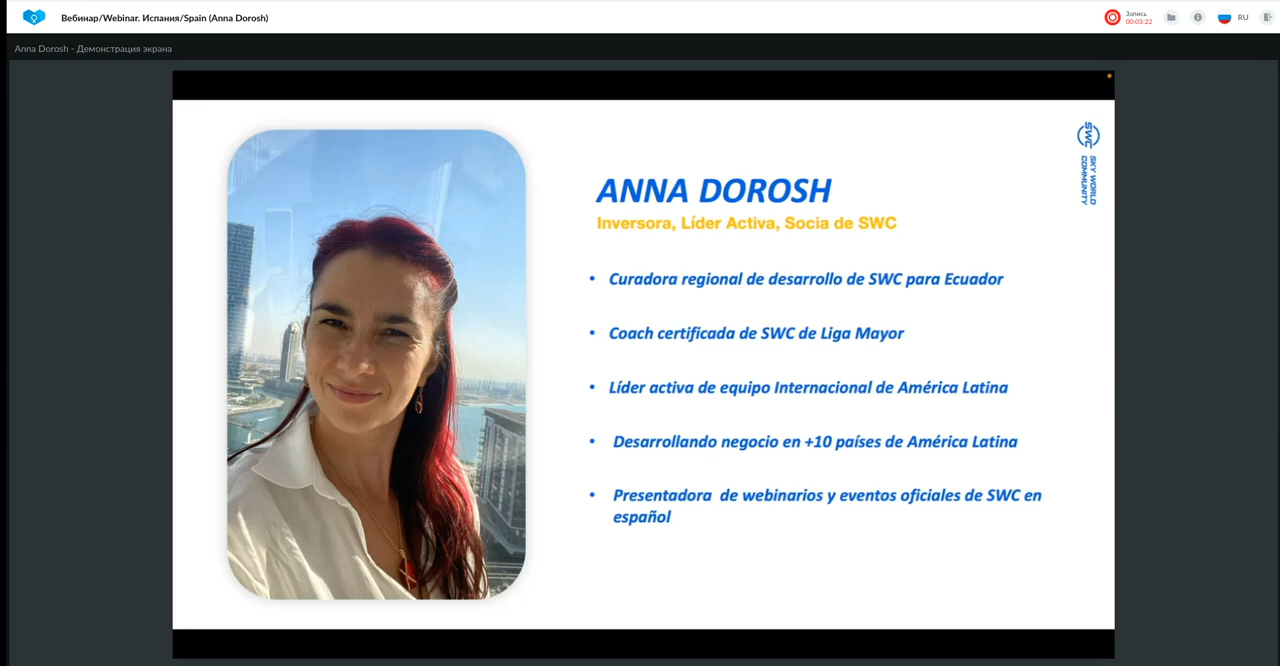 Вебинар/Webinar. Испания/Spain (Anna Dorosh)
Запись
00:03:22
RU
Anna Dorosh - Демонстрация экрана
SWC
SKY WORLD
COMMUNITY
ANNA DOROSH
Inversora, Líder Activa, Socia de SWC
• Curadora regional de desarrollo de SWC para Ecuador
• Coach certificada de SWC de Liga Mayor
• Líder activa de equipo Internacional de América Latina
• Desarrollando negocio en +10 países de América Latina
• Presentadora de webinarios y eventos oficiales de SWC en
español